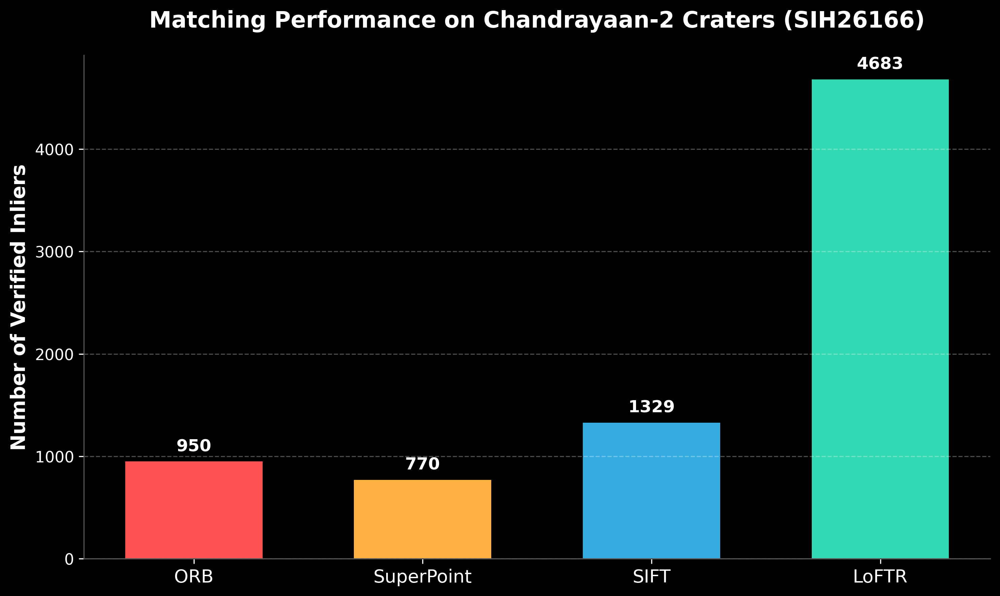 Matching Performance on Chandrayaan-2 Craters (SIH26166)
Number of Verified Inliers
4000
3000
2000
1000
0
950
770
1329
4683
ORB
SuperPoint
SIFT
LoFTR